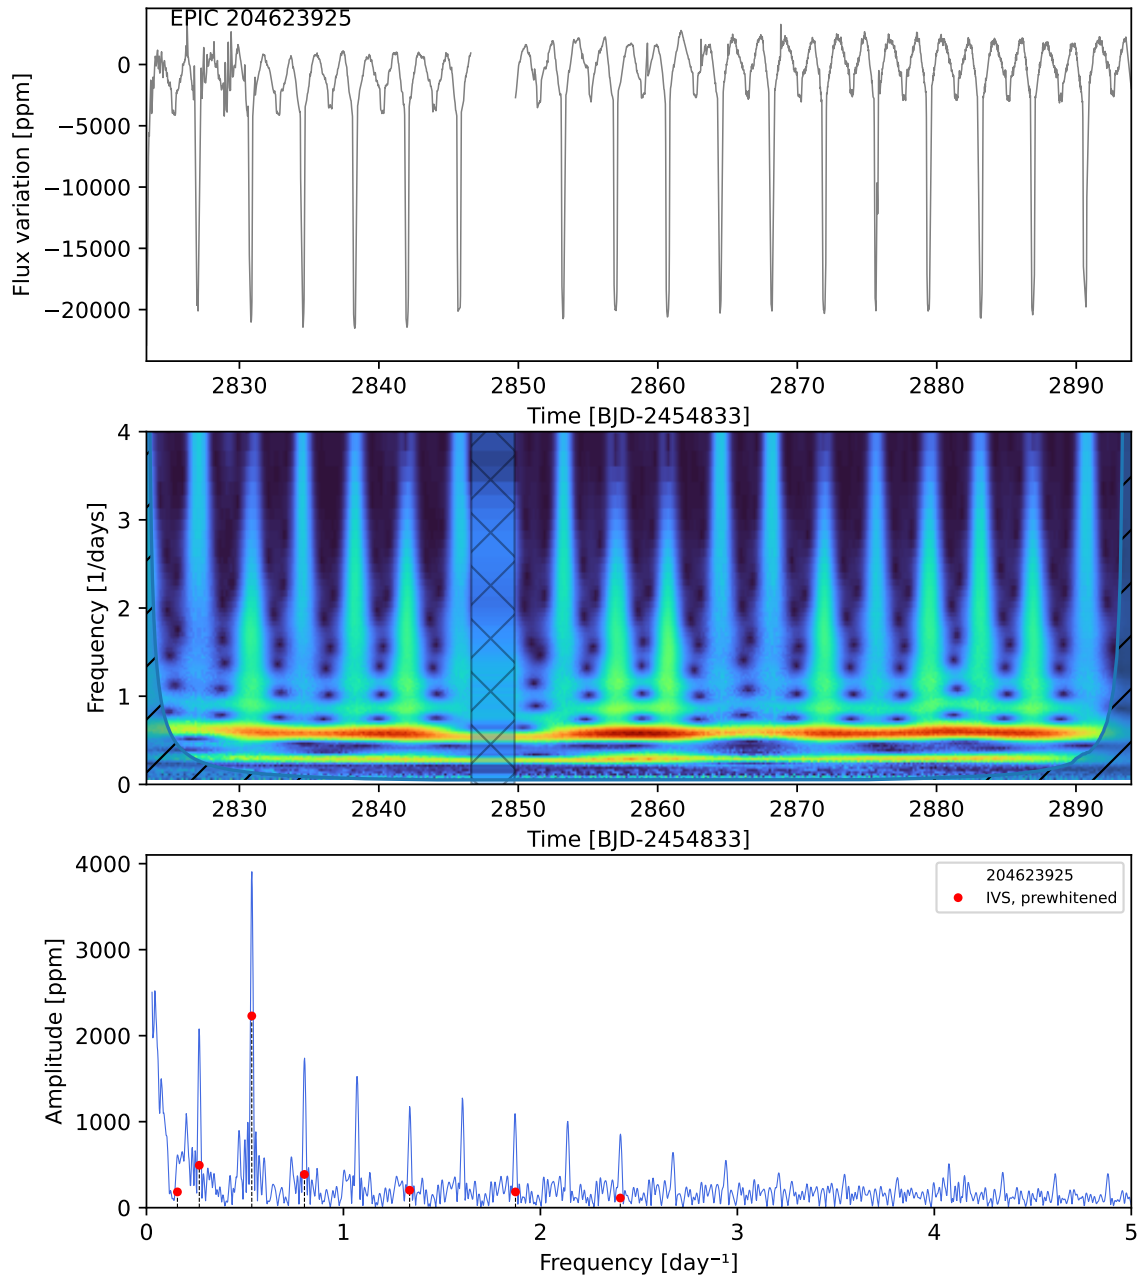 EPIC 204623925
0
−5000
−10000
−15000
−20000
Flux variation [ppm]
2830 2840 2850 2860 2870 2880 2890
Time [BJD-2454833]
4
3
2
1
0
Frequency [1/days]
2830 2840 2850 2860 2870 2880 2890
Time [BJD-2454833]
204623925
IVS, prewhitened
4000
3000
2000
1000
0
Amplitude [ppm]
0 1 2 3 4 5
Frequency [day⁻¹]